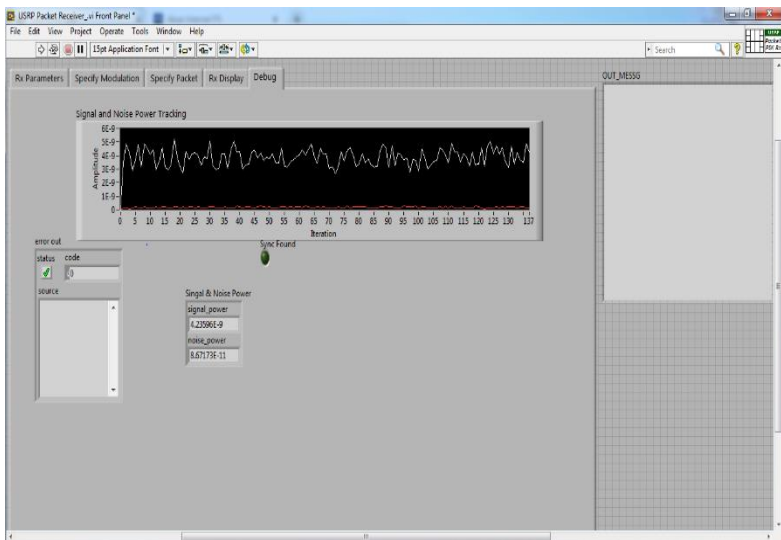 USRP Packet Receiver_.vi Front Panel *
File Edit View Project Operate Tools Window Help
15pt Application Font
Search
Rx Parameters
Specify Modulation
Specify Packet
Rx Display
Debug
OUT_MESSG
Signal and Noise Power Tracking
Amplitude
6E-9
5E-9
4E-9
3E-9
2E-9
1E-9
0
0 5 10 15 20 25 30 35 40 45 50 55 60 65 70 75 80 85 90 95 100 105 110 115 120 125 130 137
Iteration
error out
Sync Found
status code
0
source
Singal & Noise Power
signal_power
4.23596E-9
noise_power
8.67173E-11